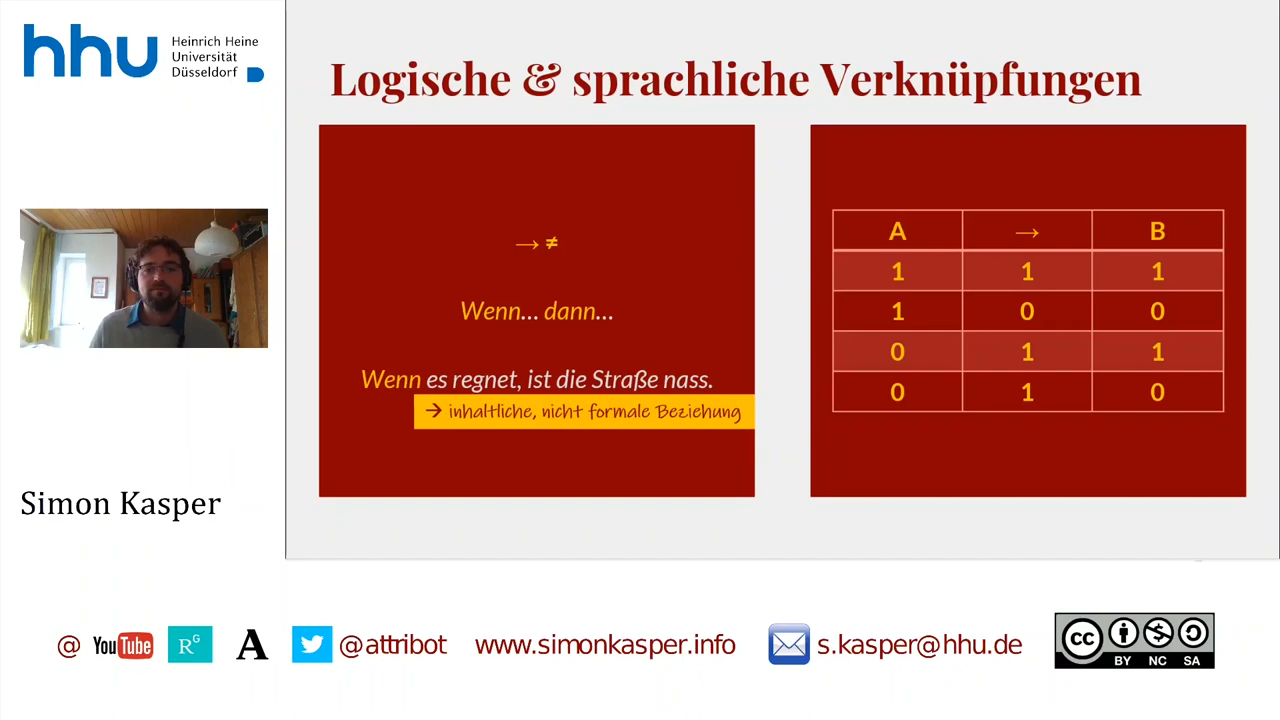 hhu
Heinrich Heine
Universität
Düsseldorf
Simon Kasper
Logische & sprachliche Verknüpfungen
→ ≠
Wenn... dann...
Wenn es regnet, ist die Straße nass.
→ inhaltliche, nicht formale Beziehung
A → B
1 1 1
1 0 0
0 1 1
0 1 0
@ YouTube RG A @attribot www.simonkasper.info s.kasper@hhu.de
cc BY NC SA